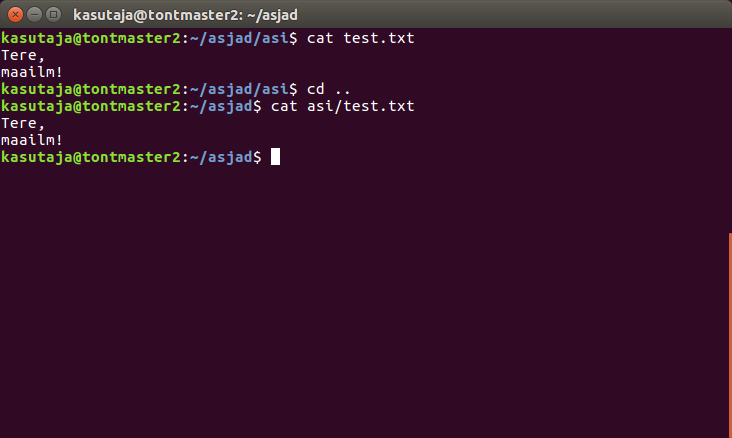 kasutaja@tontmaster2: ~/asjad
kasutaja@tontmaster2:~/asjad/asi$ cat test.txt
Tere,
maailm!
kasutaja@tontmaster2:~/asjad/asi$ cd ..
kasutaja@tontmaster2:~/asjad$ cat asi/test.txt
Tere,
maailm!
kasutaja@tontmaster2:~/asjad$